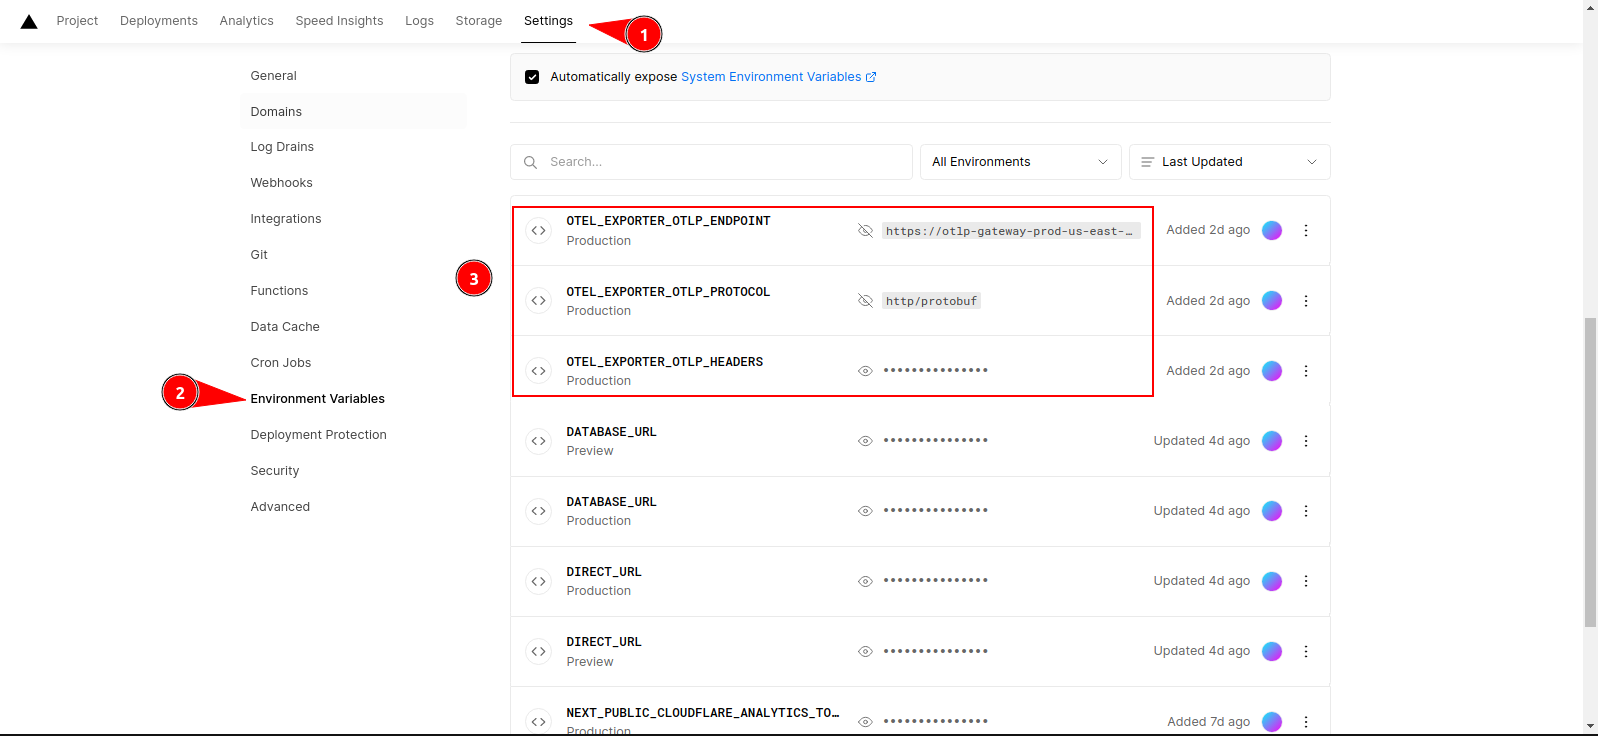 Project Deployments Analytics Speed Insights Logs Storage Settings
1
General
Domains
Log Drains
Webhooks
Integrations
Git
Functions
Data Cache
Cron Jobs
Environment Variables
Deployment Protection
Security
Advanced
2
3
Automatically expose System Environment Variables
Search...
All Environments
Last Updated
OTEL_EXPORTER_OTLP_ENDPOINT
Production
https://otlp-gateway-prod-us-east-…
Added 2d ago
OTEL_EXPORTER_OTLP_PROTOCOL
Production
http/protobuf
Added 2d ago
OTEL_EXPORTER_OTLP_HEADERS
Production
•••••••••••••••
Added 2d ago
DATABASE_URL
Preview
•••••••••••••••
Updated 4d ago
DATABASE_URL
Production
•••••••••••••••
Updated 4d ago
DIRECT_URL
Production
•••••••••••••••
Updated 4d ago
DIRECT_URL
Preview
•••••••••••••••
Updated 4d ago
NEXT_PUBLIC_CLOUDFLARE_ANALYTICS_TO…
Production
•••••••••••••••
Added 7d ago